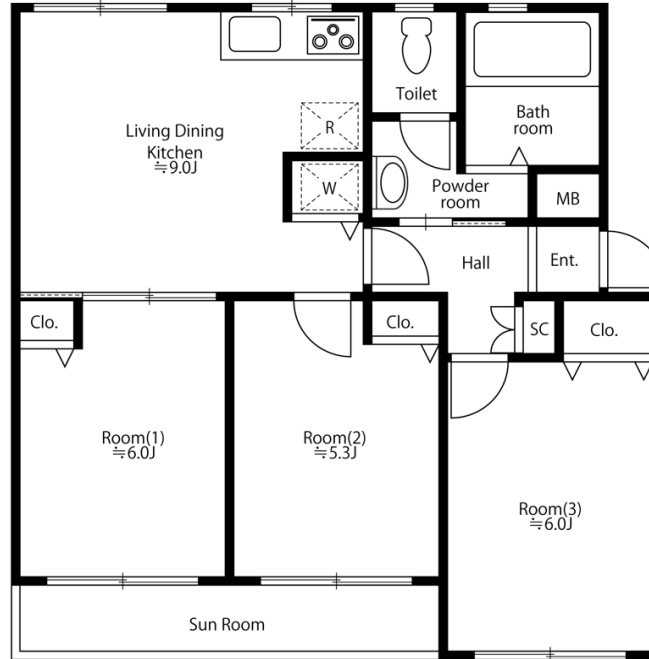 Toilet
Bath
room
Living Dining
Kitchen
≒9.0J
R
W
Powder
room
MB
Hall
Ent.
Clo.
Clo.
SC
Clo.
Room(1)
≒6.0J
Room(2)
≒5.3J
Room(3)
≒6.0J
Sun Room